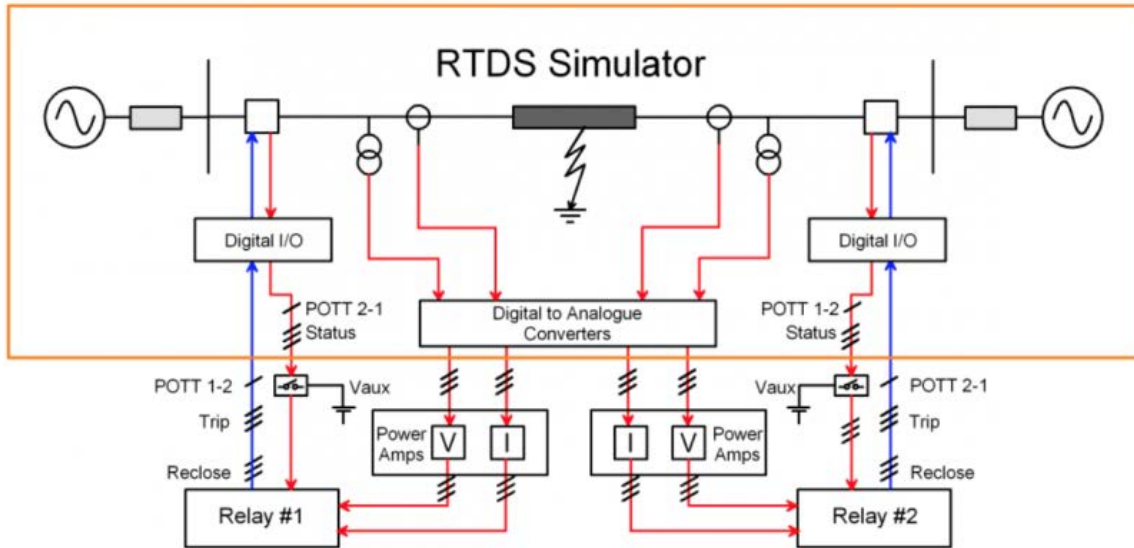 RTDS Simulator
Digital I/O
Digital I/O
POTT 2-1
Status
Digital to Analogue
Converters
POTT 1-2
Status
POTT 1-2
Vaux
Vaux
POTT 2-1
Trip
Trip
Power
Amps
V
I
I
V
Power
Amps
Reclose
Reclose
Relay #1
Relay #2